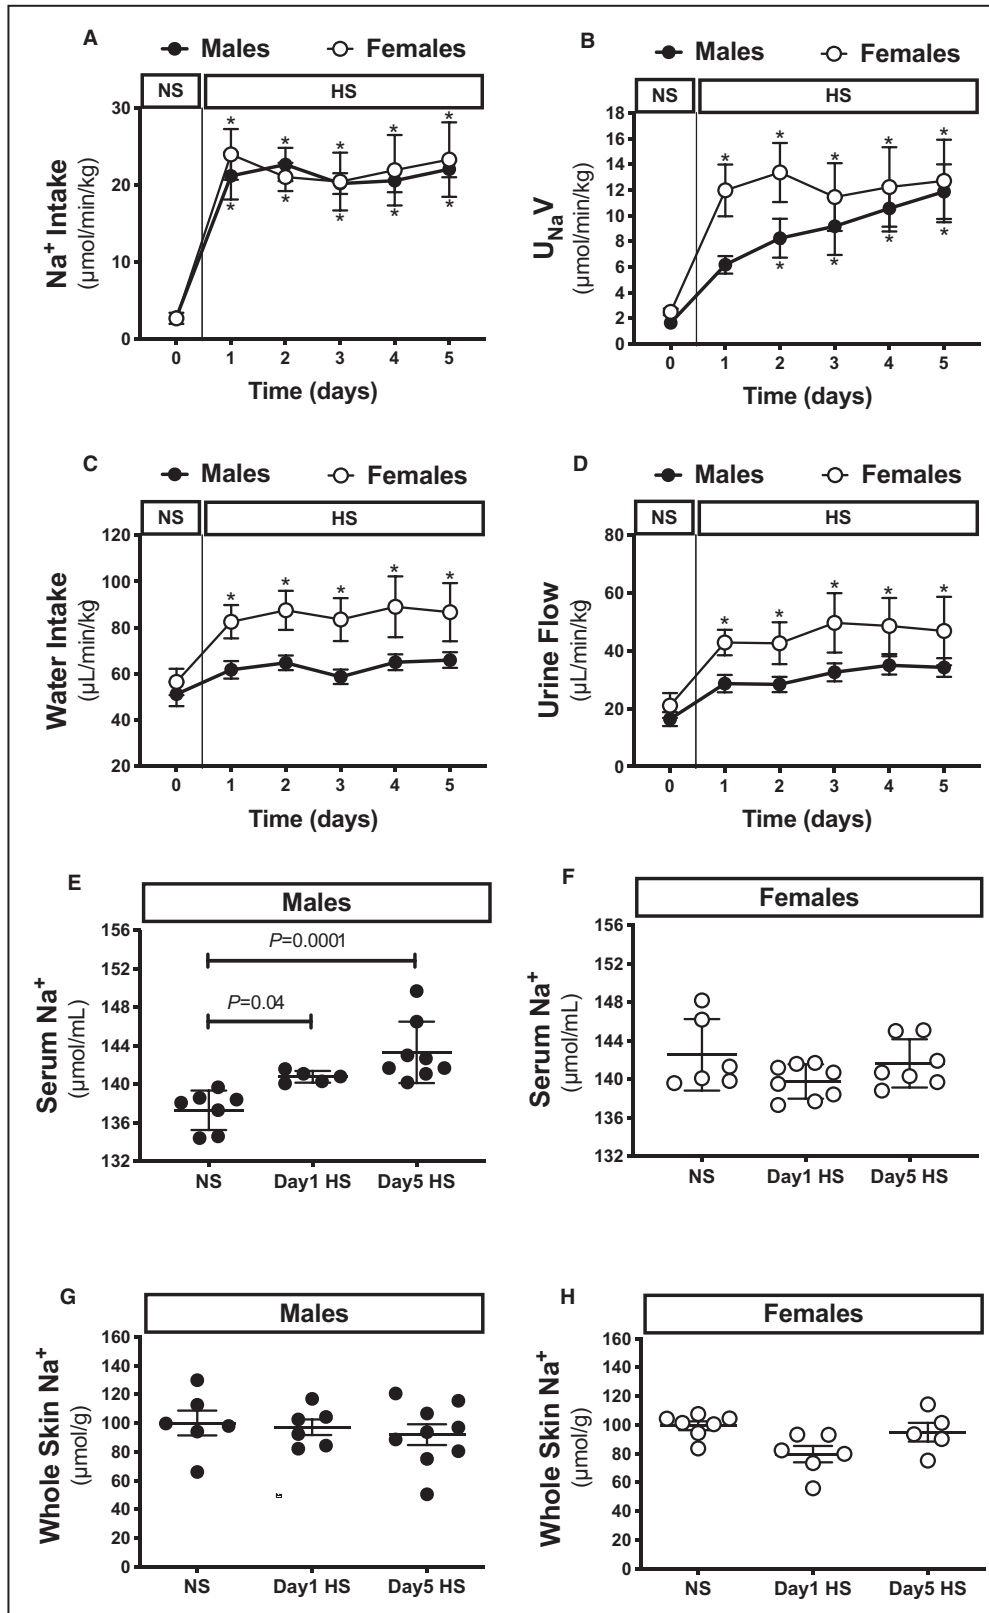 A
Males Females
NS HS
Na+ Intake
(µmol/min/kg)
30
20
10
0
0 1 2 3 4 5
Time (days)
* * * * *
* * * * *
B
Males Females
NS HS
UNaV
(µmol/min/kg)
18
16
14
12
10
8
6
4
2
0
0 1 2 3 4 5
Time (days)
* * * * *
* * * *
C
Males Females
NS HS
Water Intake
(µL/min/kg)
120
100
80
60
40
20
0 1 2 3 4 5
Time (days)
* * * * *
D
Males Females
NS HS
Urine Flow
(µL/min/kg)
80
60
40
20
0
0 1 2 3 4 5
Time (days)
* * * * *
E
Males
Serum Na+
(µmol/mL)
156
152
148
144
140
136
132
P=0.0001
P=0.04
NS Day1 HS Day5 HS
F
Females
Serum Na+
(µmol/mL)
156
152
148
144
140
136
132
NS Day1 HS Day5 HS
G
Males
Whole Skin Na+
(µmol/g)
160
140
120
100
80
60
40
20
0
NS Day1 HS Day5 HS
H
Females
Whole Skin Na+
(µmol/g)
160
140
120
100
80
60
40
20
0
NS Day1 HS Day5 HS